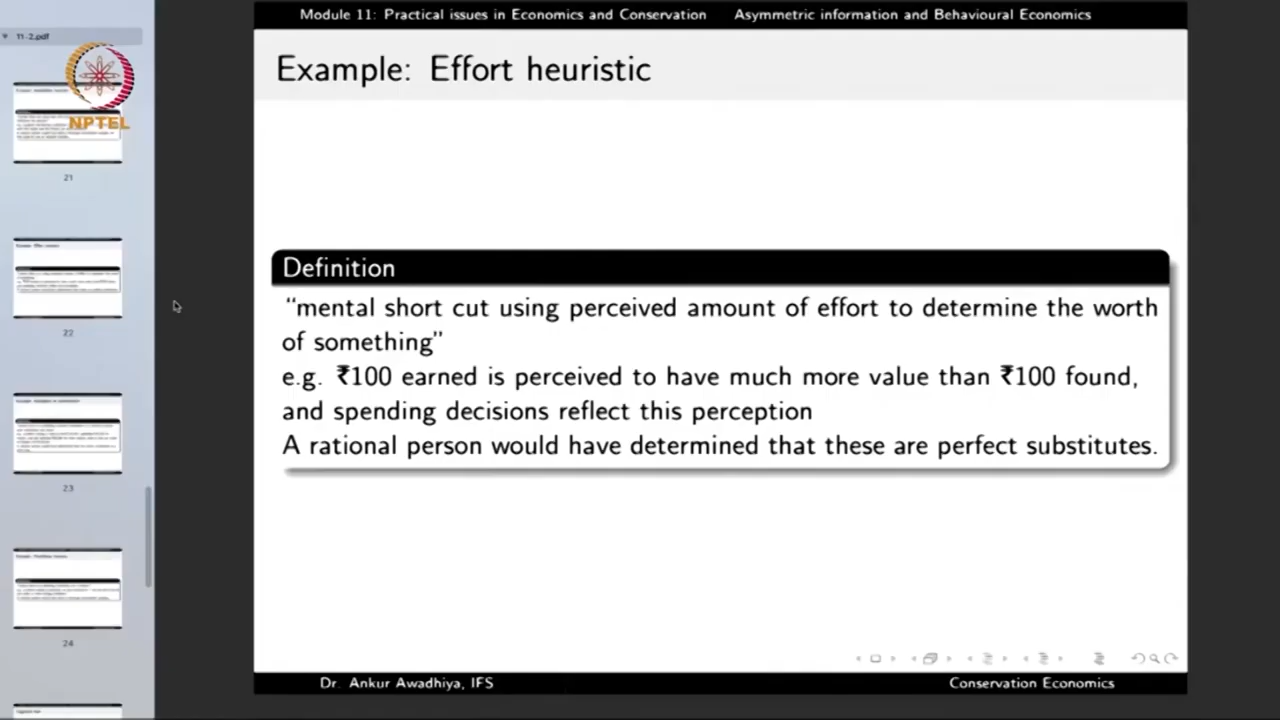 Module 11: Practical issues in Economics and Conservation Asymmetric information and Behavioural Economics
11-2.pdf
NPTEL
Example: Effort heuristic
21
Definition
“mental short cut using perceived amount of effort to determine the worth
of something”
e.g. ₹100 earned is perceived to have much more value than ₹100 found,
and spending decisions reflect this perception
A rational person would have determined that these are perfect substitutes.
22
23
24
Dr. Ankur Awadhiya, IFS Conservation Economics